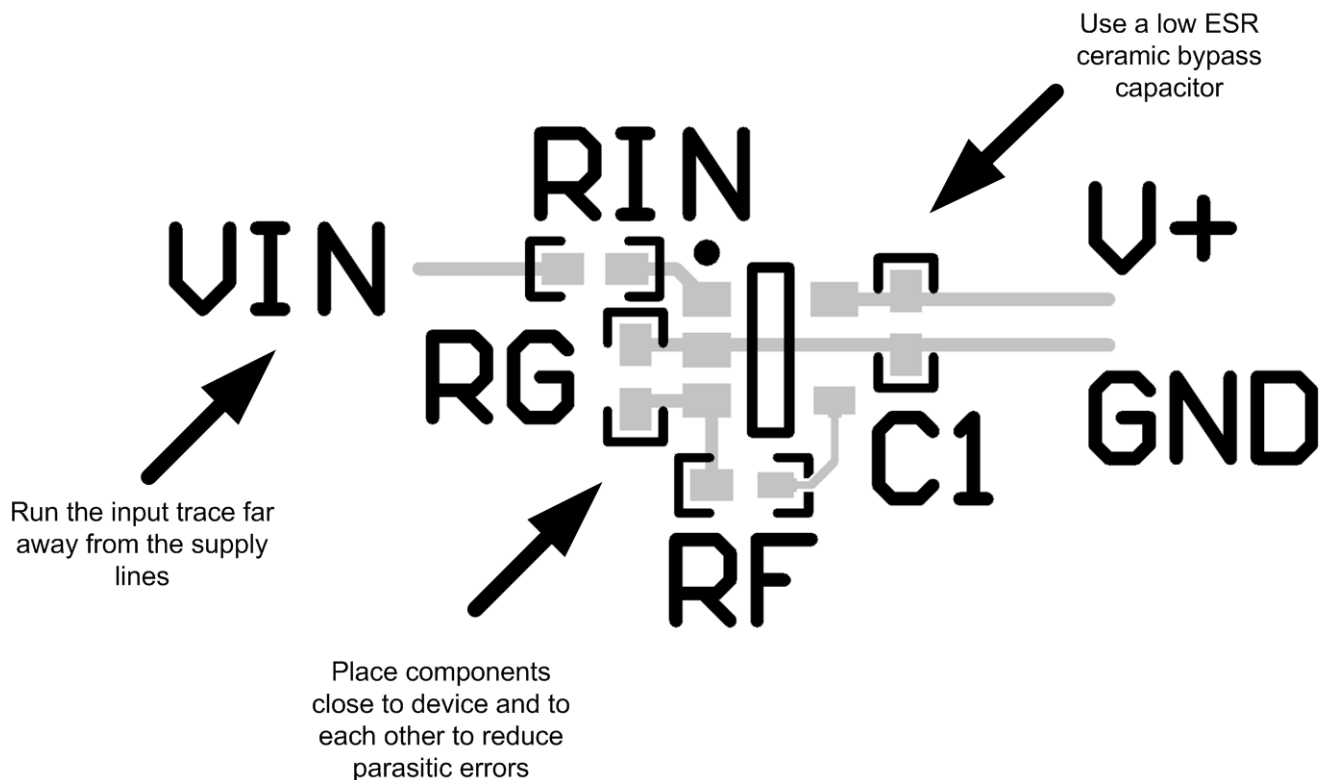 Use a low ESR
ceramic bypass
capacitor
RIN
V+
VIN
RG
GND
C1
Run the input trace far
away from the supply
lines
RF
Place components
close to device and to
each other to reduce
parasitic errors